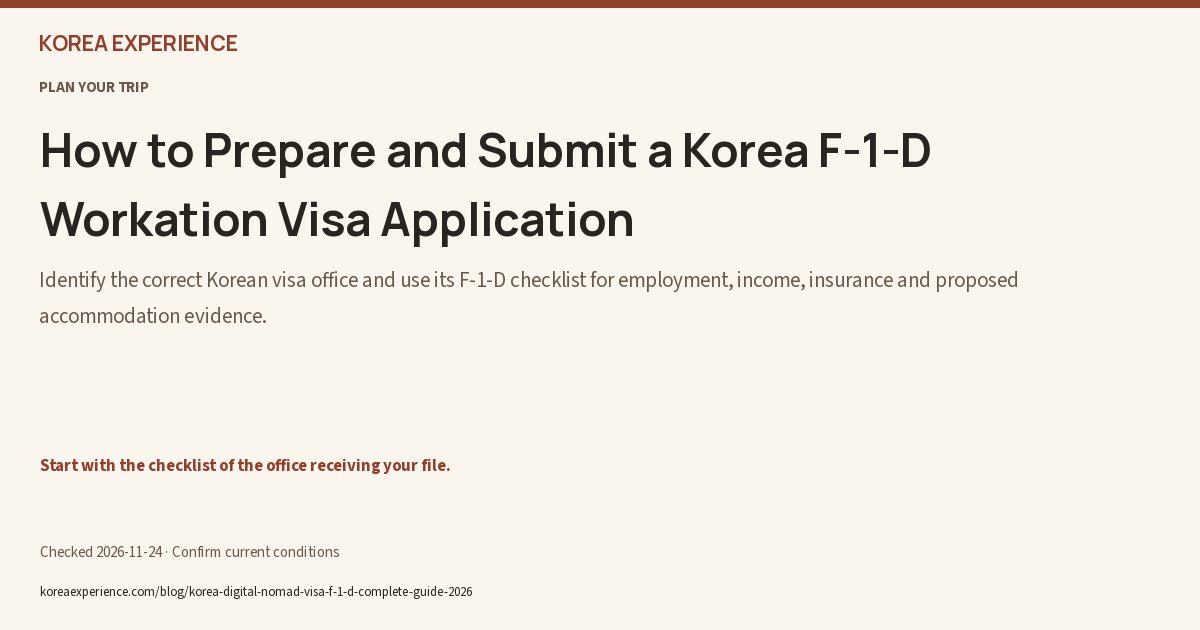 KOREA EXPERIENCE
PLAN YOUR TRIP
How to Prepare and Submit a Korea F-1-D
Workation Visa Application
Identify the correct Korean visa office and use its F-1-D checklist for employment, income, insurance and proposed
accommodation evidence.
Start with the checklist of the office receiving your file.
Checked 2026-11-24 · Confirm current conditions
koreaexperience.com/blog/korea-digital-nomad-visa-f-1-d-complete-guide-2026